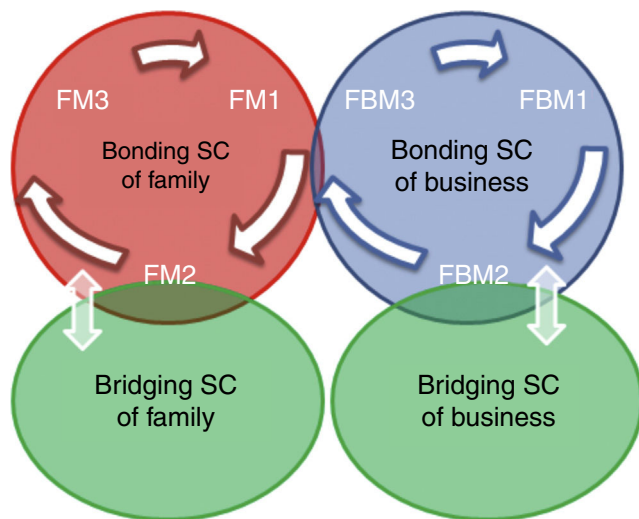 FM3 FM1
Bonding SC
of family
FM2
FBM3 FBM1
Bonding SC
of business
FBM2
Bridging SC
of family
Bridging SC
of business